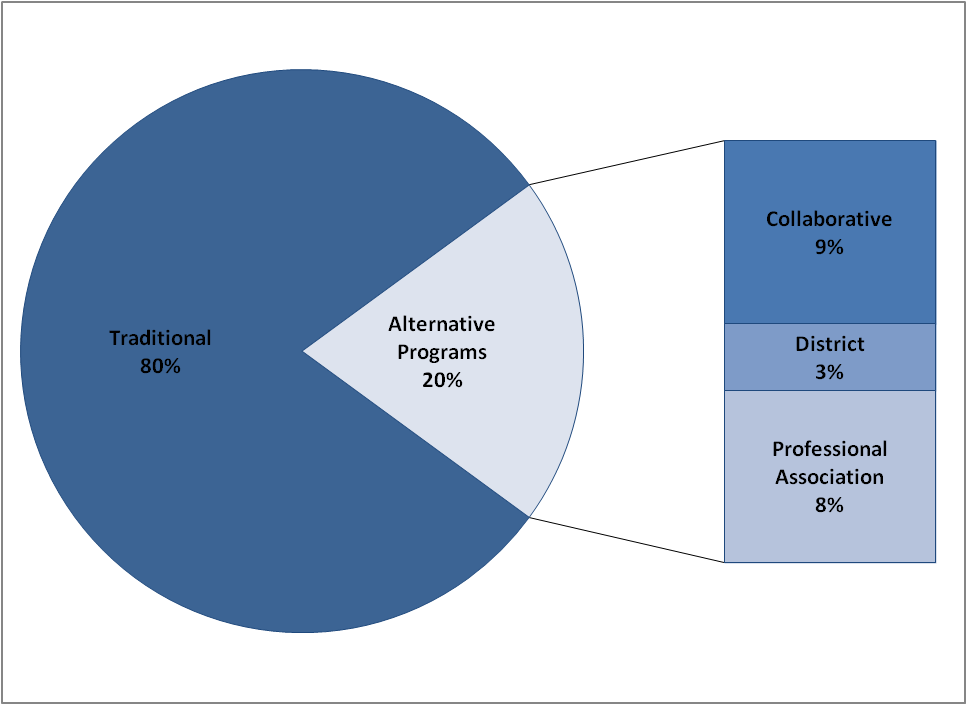 Traditional
80%
Alternative
Programs
20%
Collaborative
9%
District
3%
Professional
Association
8%